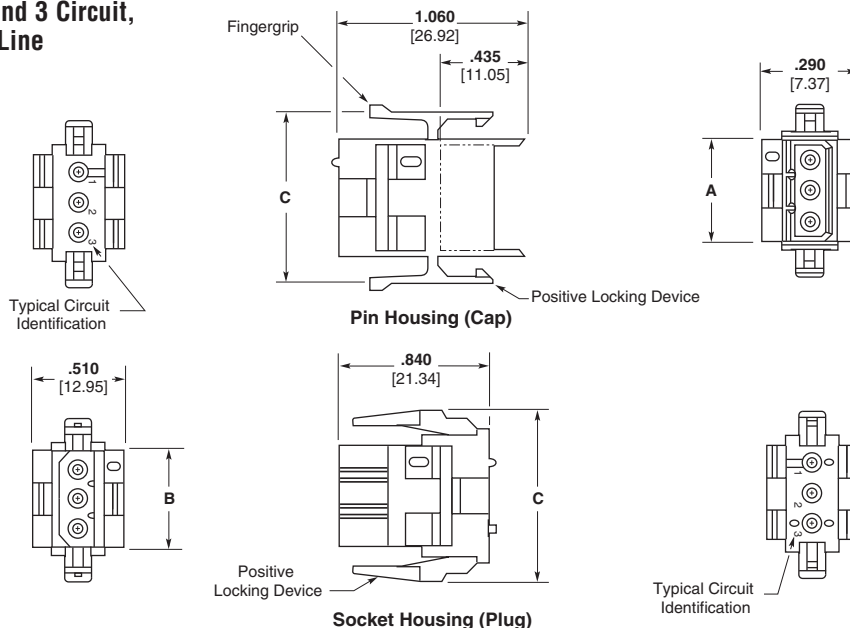 nd 3 Circuit,
Line
Fingergrip
1.060
[26.92]
.435
[11.05]
.290
[7.37]
C
A
1
2
3
Typical Circuit
Identification
Positive Locking Device
Pin Housing (Cap)
.510
[12.95]
.840
[21.34]
B
C
1
2
3
Positive
Locking Device
Typical Circuit
Identification
Socket Housing (Plug)